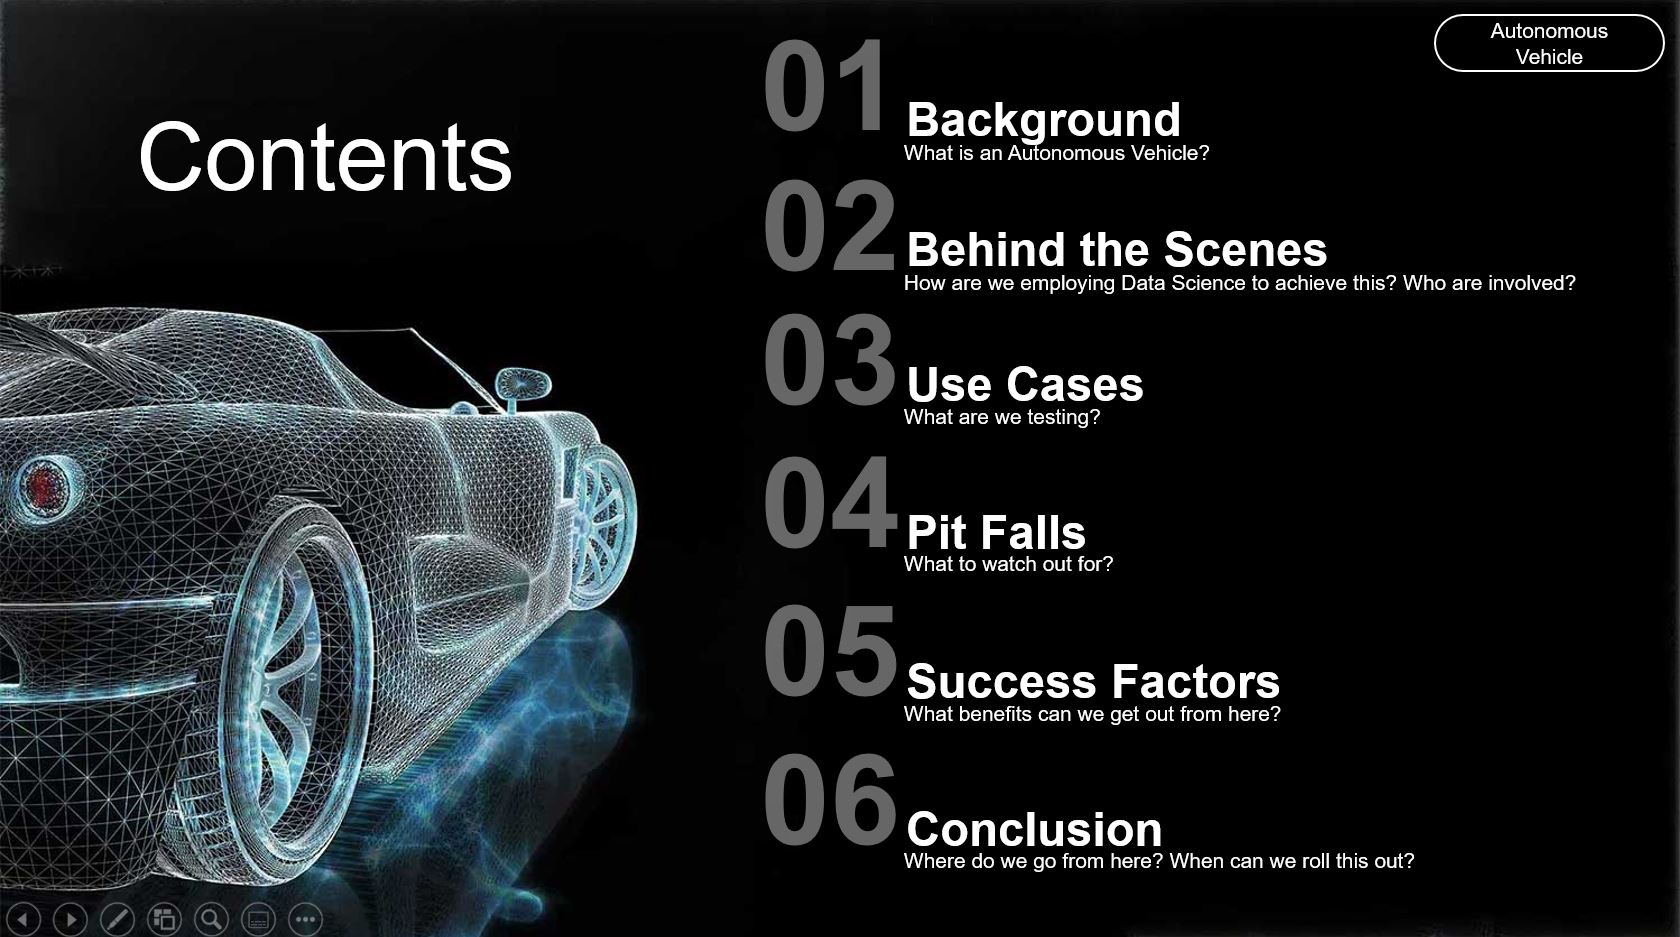 Autonomous
Vehicle
Contents
01
Background
What is an Autonomous Vehicle?
02
Behind the Scenes
How are we employing Data Science to achieve this? Who are involved?
03
Use Cases
What are we testing?
04
Pit Falls
What to watch out for?
05
Success Factors
What benefits can we get out from here?
06
Conclusion
Where do we go from here? When can we roll this out?